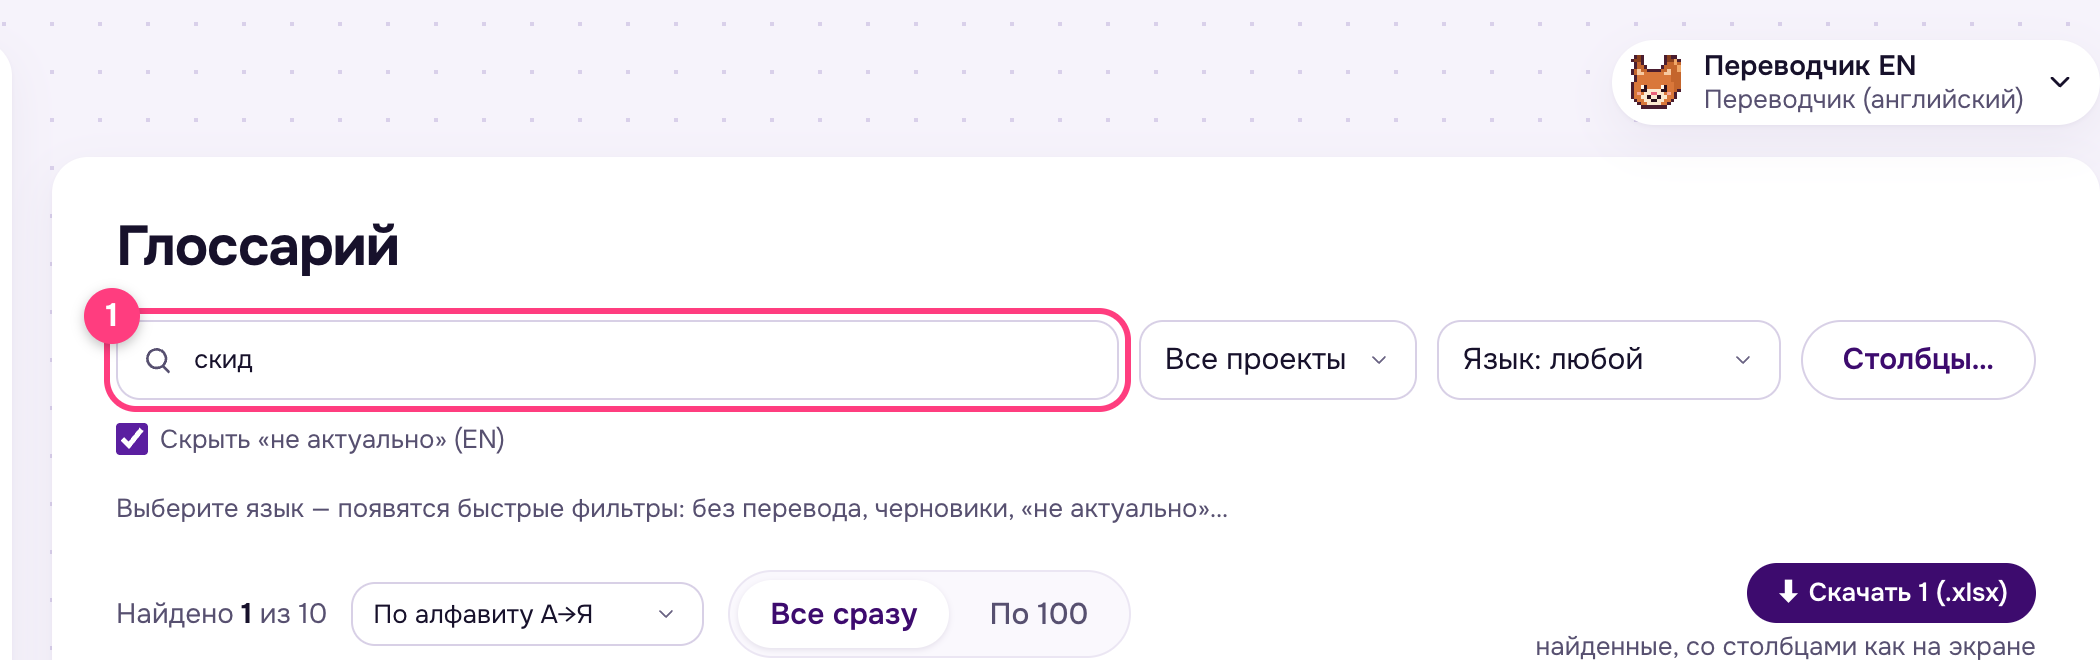 Переводчик EN
Переводчик (английский)
Глоссарий
1
скид
Все проекты
Язык: любой
Столбцы...
Скрыть «не актуально» (EN)
Выберите язык — появятся быстрые фильтры: без перевода, черновики, «не актуально»...
Найдено 1 из 10
По алфавиту А→Я
Все сразу
По 100
⬇ Скачать 1 (.xlsx)
найденные, со столбцами как на экране